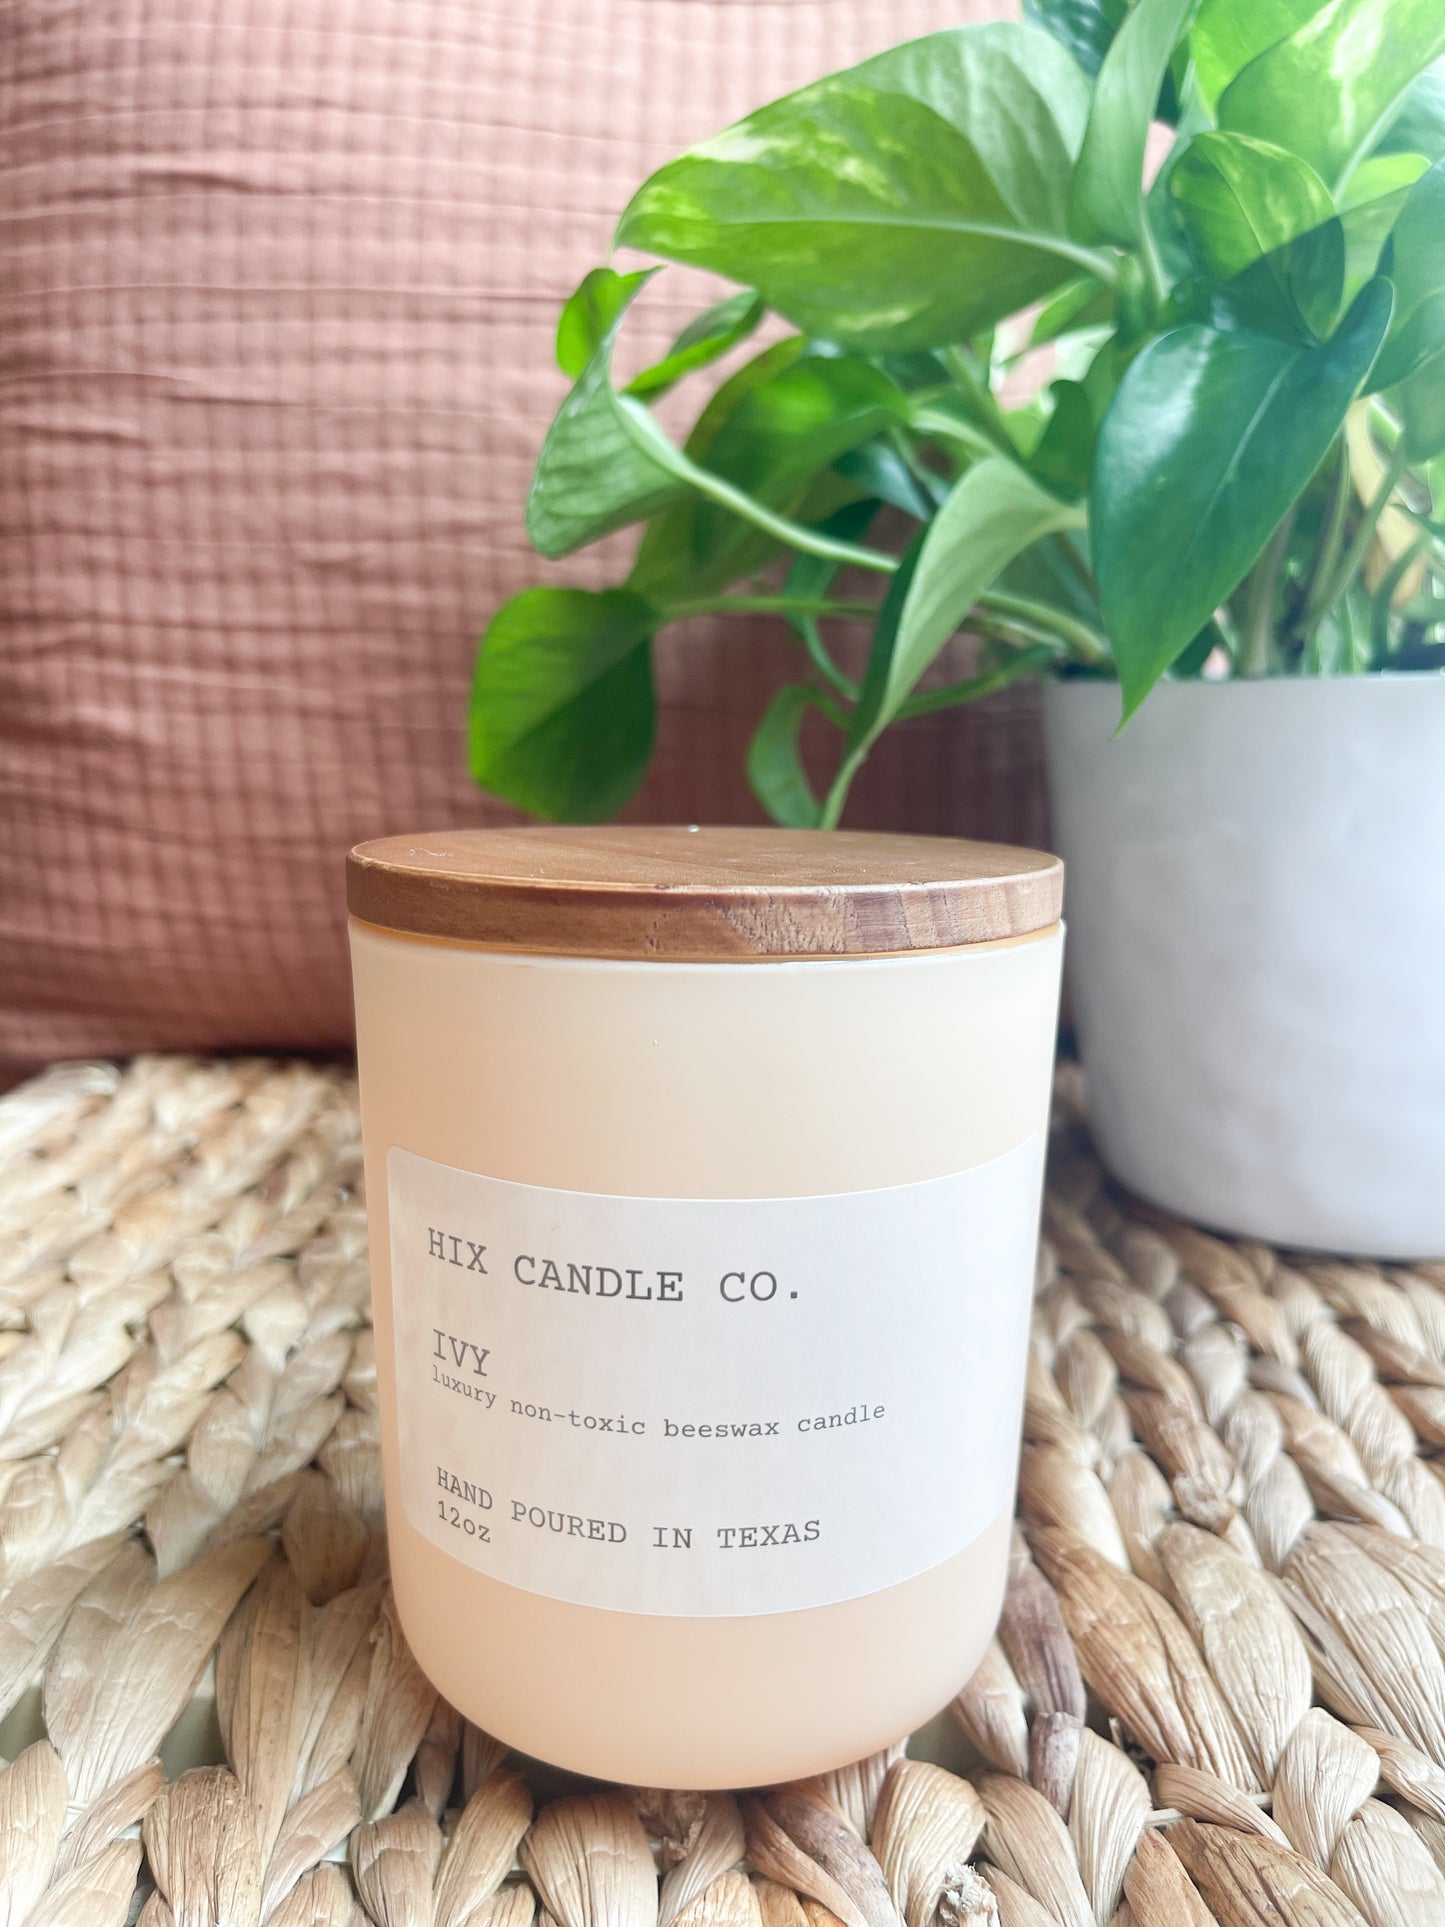 HIX CANDLE CO.
IVY
luxury non-toxic beeswax candle
HAND POURED IN TEXAS
12oz